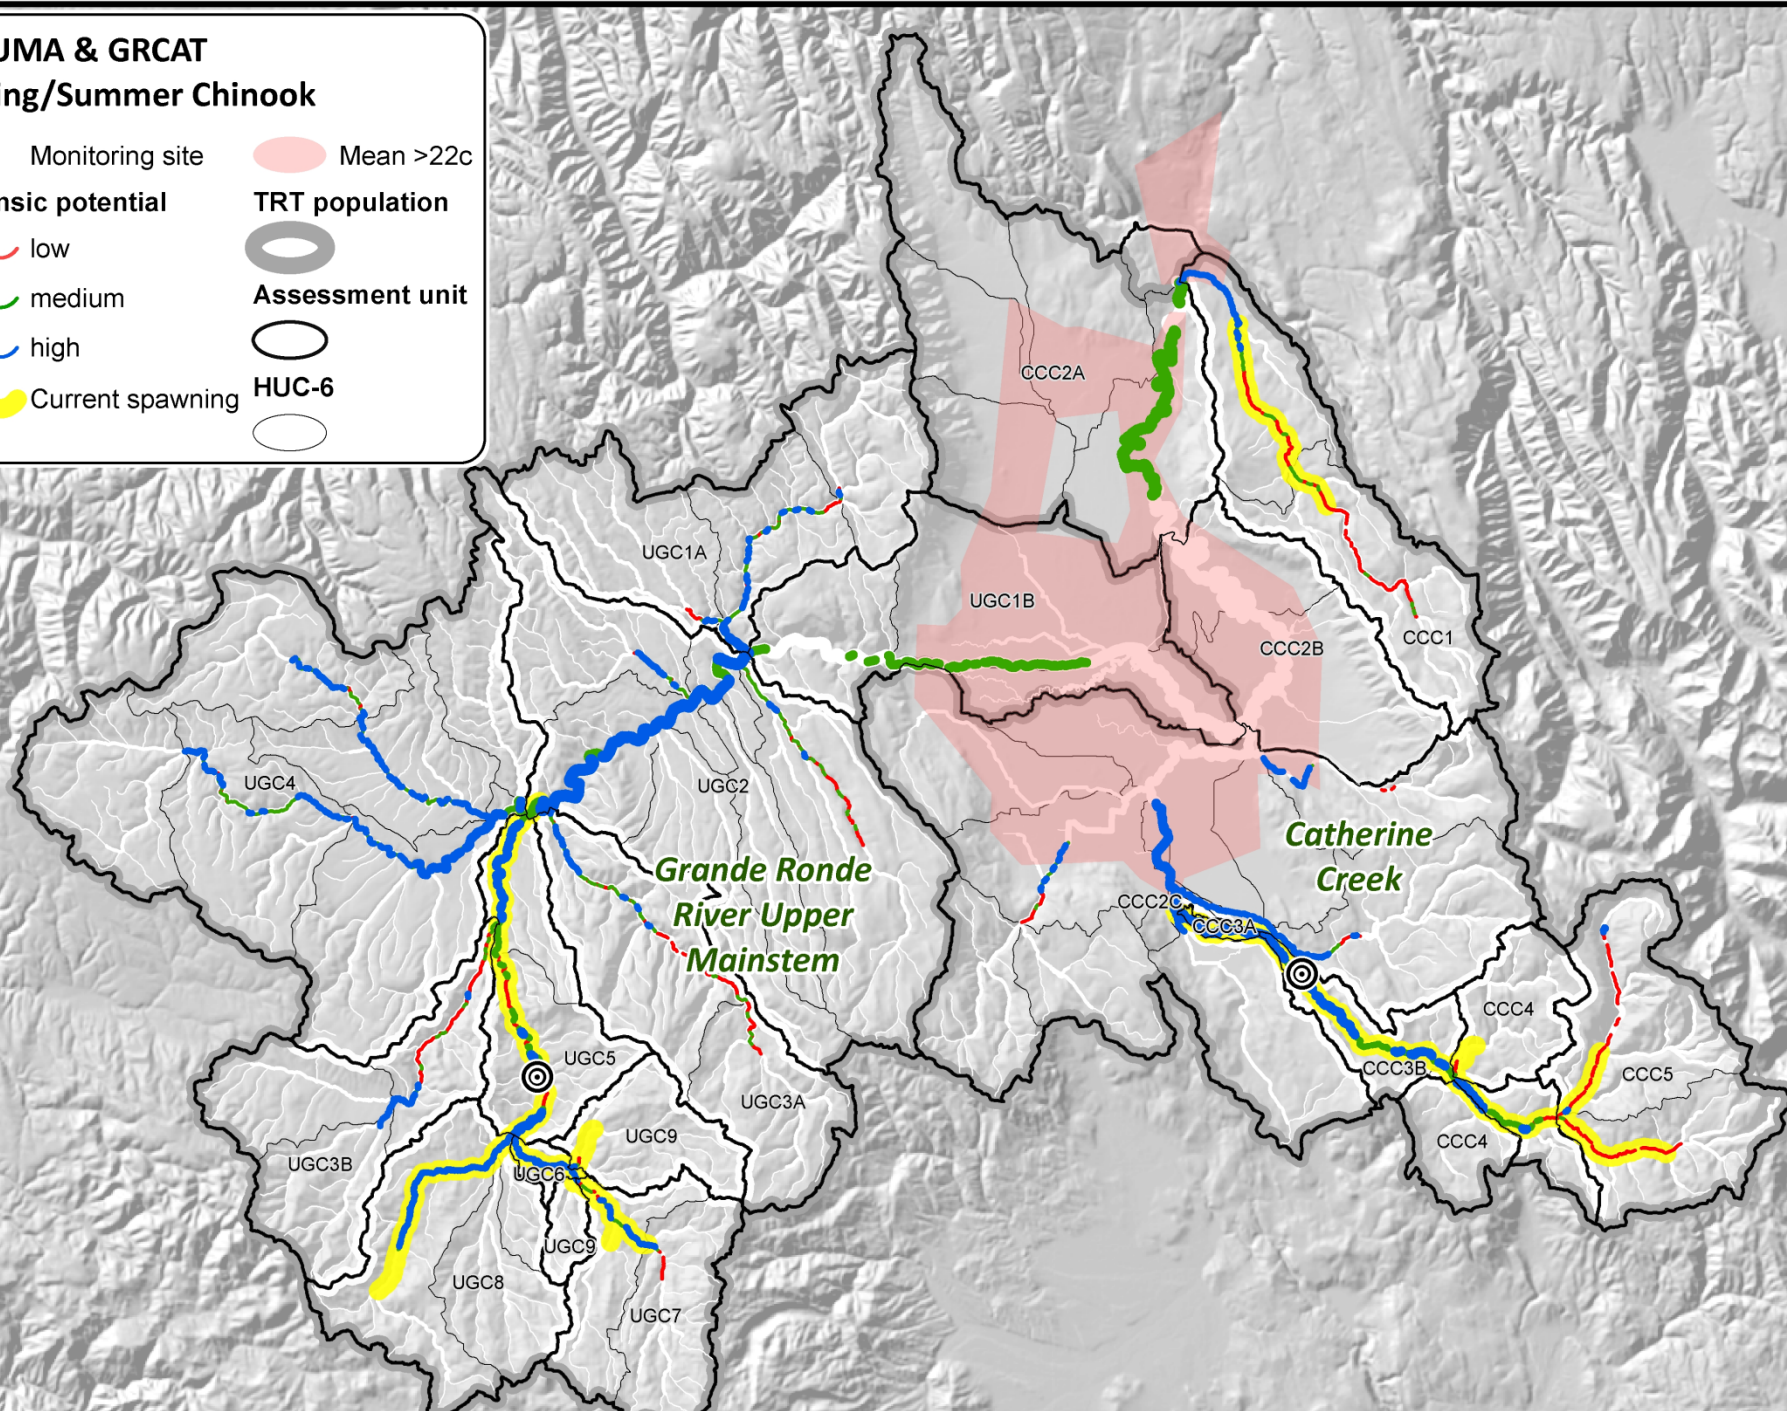 UMA & GRCAT
ing/Summer Chinook
Monitoring site
Mean >22c
nsic potential
TRT population
low
medium
Assessment unit
high
HUC-6
Current spawning
CCC2A
UGC1A
UGC1B
CCC2B
CCC1
UGC4
UGC2
Catherine
Creek
Grande Ronde
River Upper
Mainstem
CCC2C
CCC3A
CCC4
UGC5
CCC3B
CCC5
UGC3A
UGC9
CCC4
UGC3B
UGC6
UGC9
UGC8
UGC7